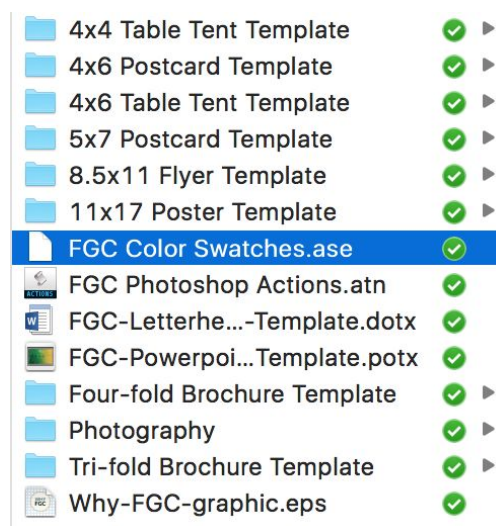 4x4 Table Tent Template
4x6 Postcard Template
4x6 Table Tent Template
5x7 Postcard Template
8.5x11 Flyer Template
11x17 Poster Template
FGC Color Swatches.ase
ACTIONS
FGC Photoshop Actions.atn
W
FGC-Letterhe...-Template.dotx
FGC-Powerpoi...Template.potx
Four-fold Brochure Template
Photography
Tri-fold Brochure Template
FGC
Why-FGC-graphic.eps